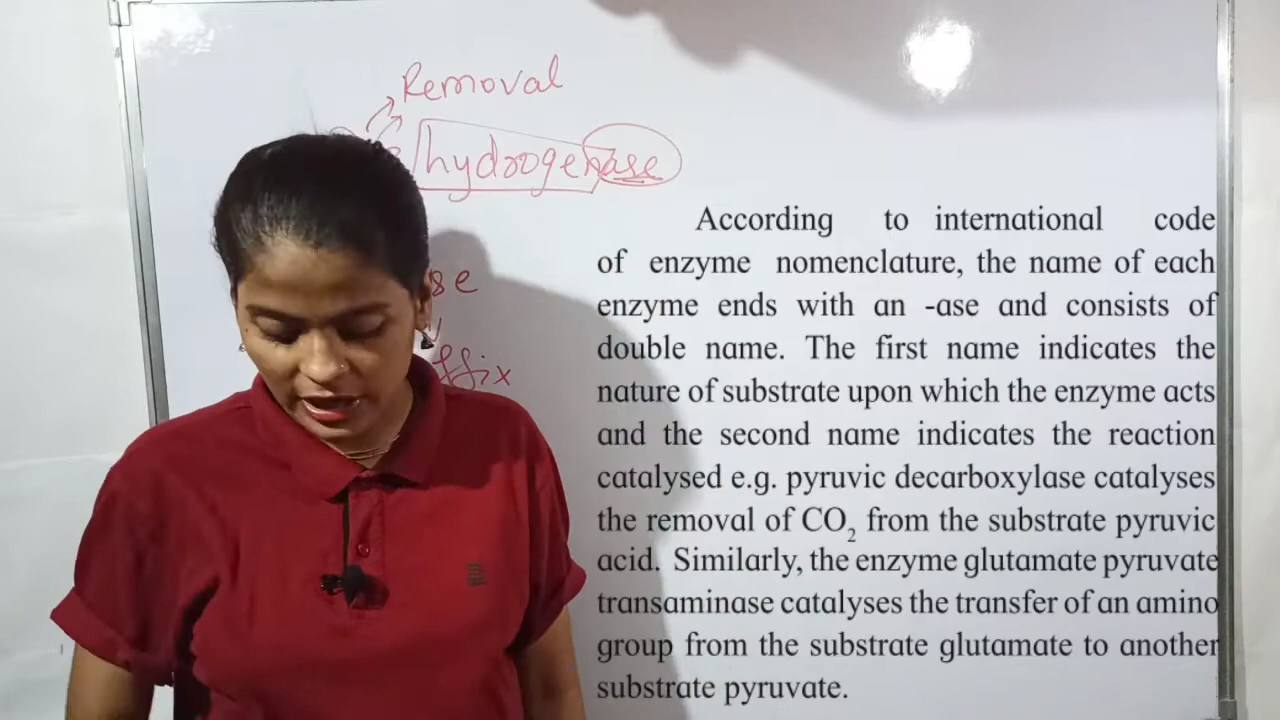 Removal
hydrogenase
According to international code
of enzyme nomenclature, the name of each
enzyme ends with an -ase and consists of
double name. The first name indicates the
nature of substrate upon which the enzyme acts
and the second name indicates the reaction
catalysed e.g. pyruvic decarboxylase catalyses
the removal of CO₂ from the substrate pyruvic
acid. Similarly, the enzyme glutamate pyruvate
transaminase catalyses the transfer of an amino
group from the substrate glutamate to another
substrate pyruvate.